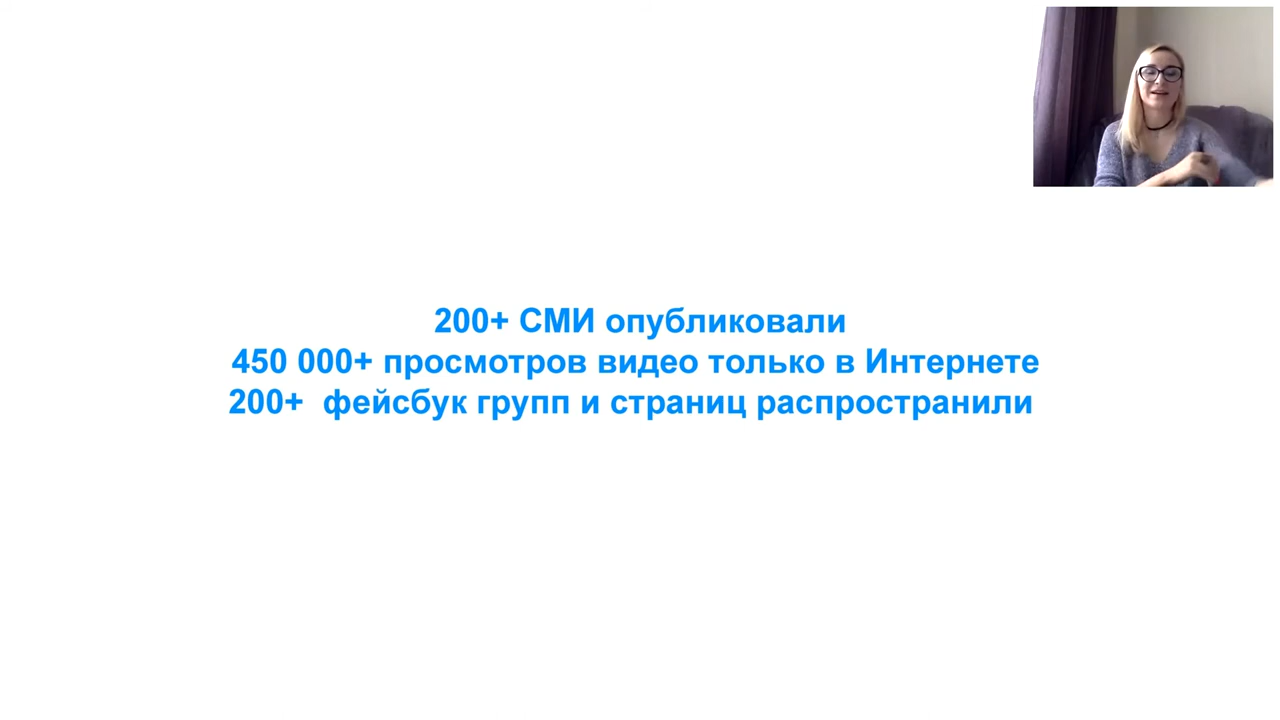 200+ СМИ опубликовали
450 000+ просмотров видео только в Интернете
200+ фейсбук групп и страниц распространили